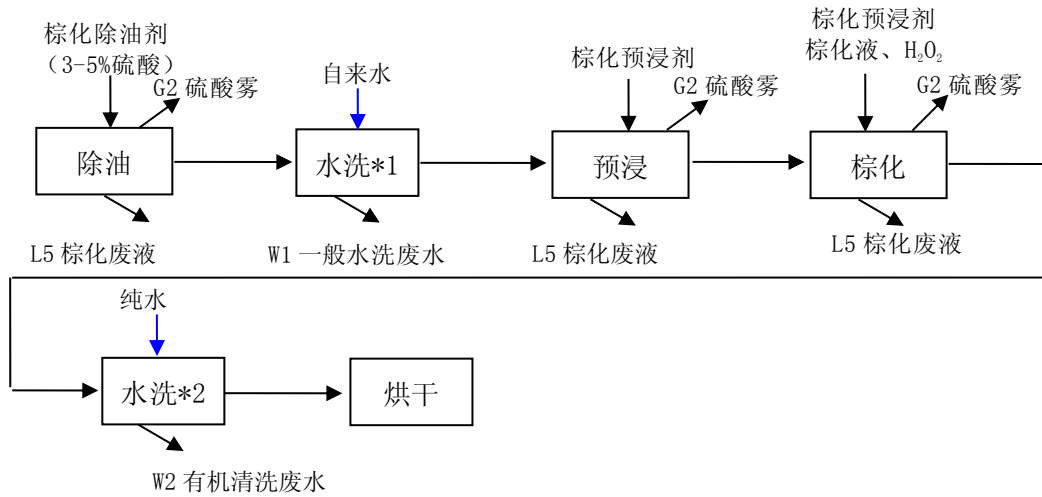 棕化除油剂
（3-5%硫酸）
G2 硫酸雾
自来水
棕化预浸剂
G2 硫酸雾
棕化预浸剂
棕化液、H₂O₂
G2 硫酸雾
除油
水洗*1
预浸
棕化
L5 棕化废液
W1 一般水洗废水
L5 棕化废液
L5 棕化废液
纯水
水洗*2
烘干
W2 有机清洗废水